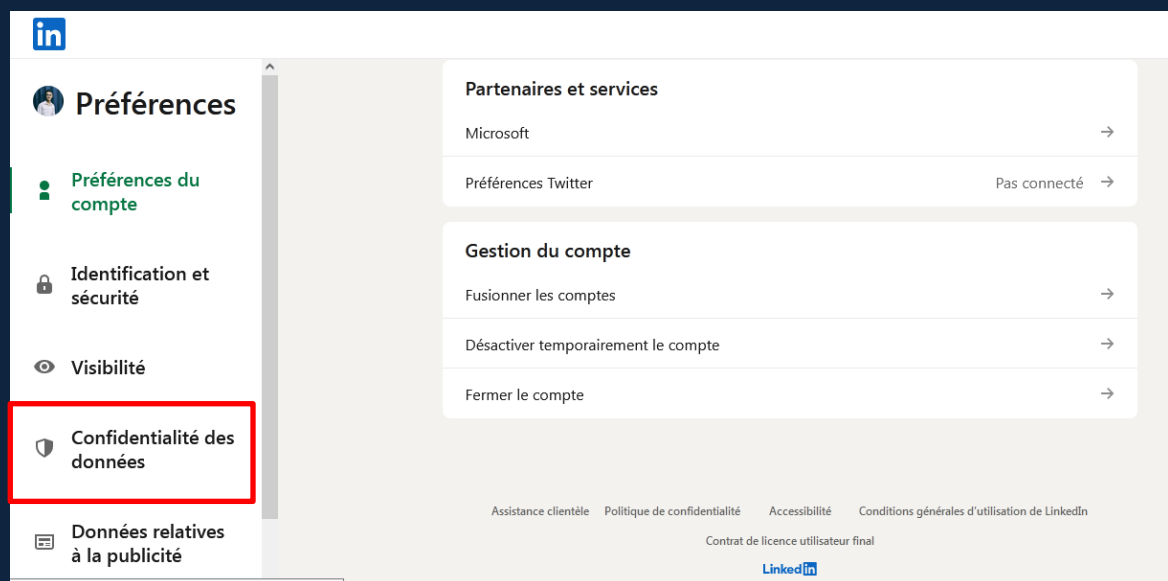 in
Préférences
Préférences du
compte
Identification et
sécurité
Visibilité
Confidentialité des
données
Données relatives
à la publicité
Partenaires et services
Microsoft
Préférences Twitter Pas connecté
Gestion du compte
Fusionner les comptes
Désactiver temporairement le compte
Fermer le compte
Assistance clientèle Politique de confidentialité Accessibilité Conditions générales d'utilisation de LinkedIn
Contrat de licence utilisateur final
Linked in